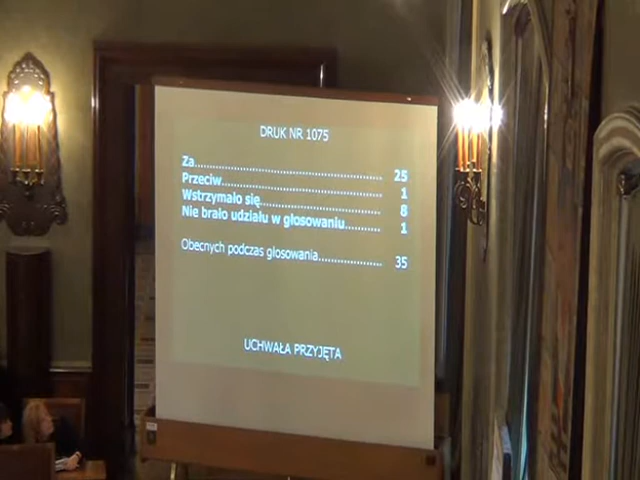 DRUK NR 1075
Za........................................................ 25
Przeciw................................................ 1
Wstrzymało się..................................... 8
Nie brało udziału w głosowaniu......... 1
Obecnych podczas głosowania................ 35
UCHWAŁA PRZYJĘTA